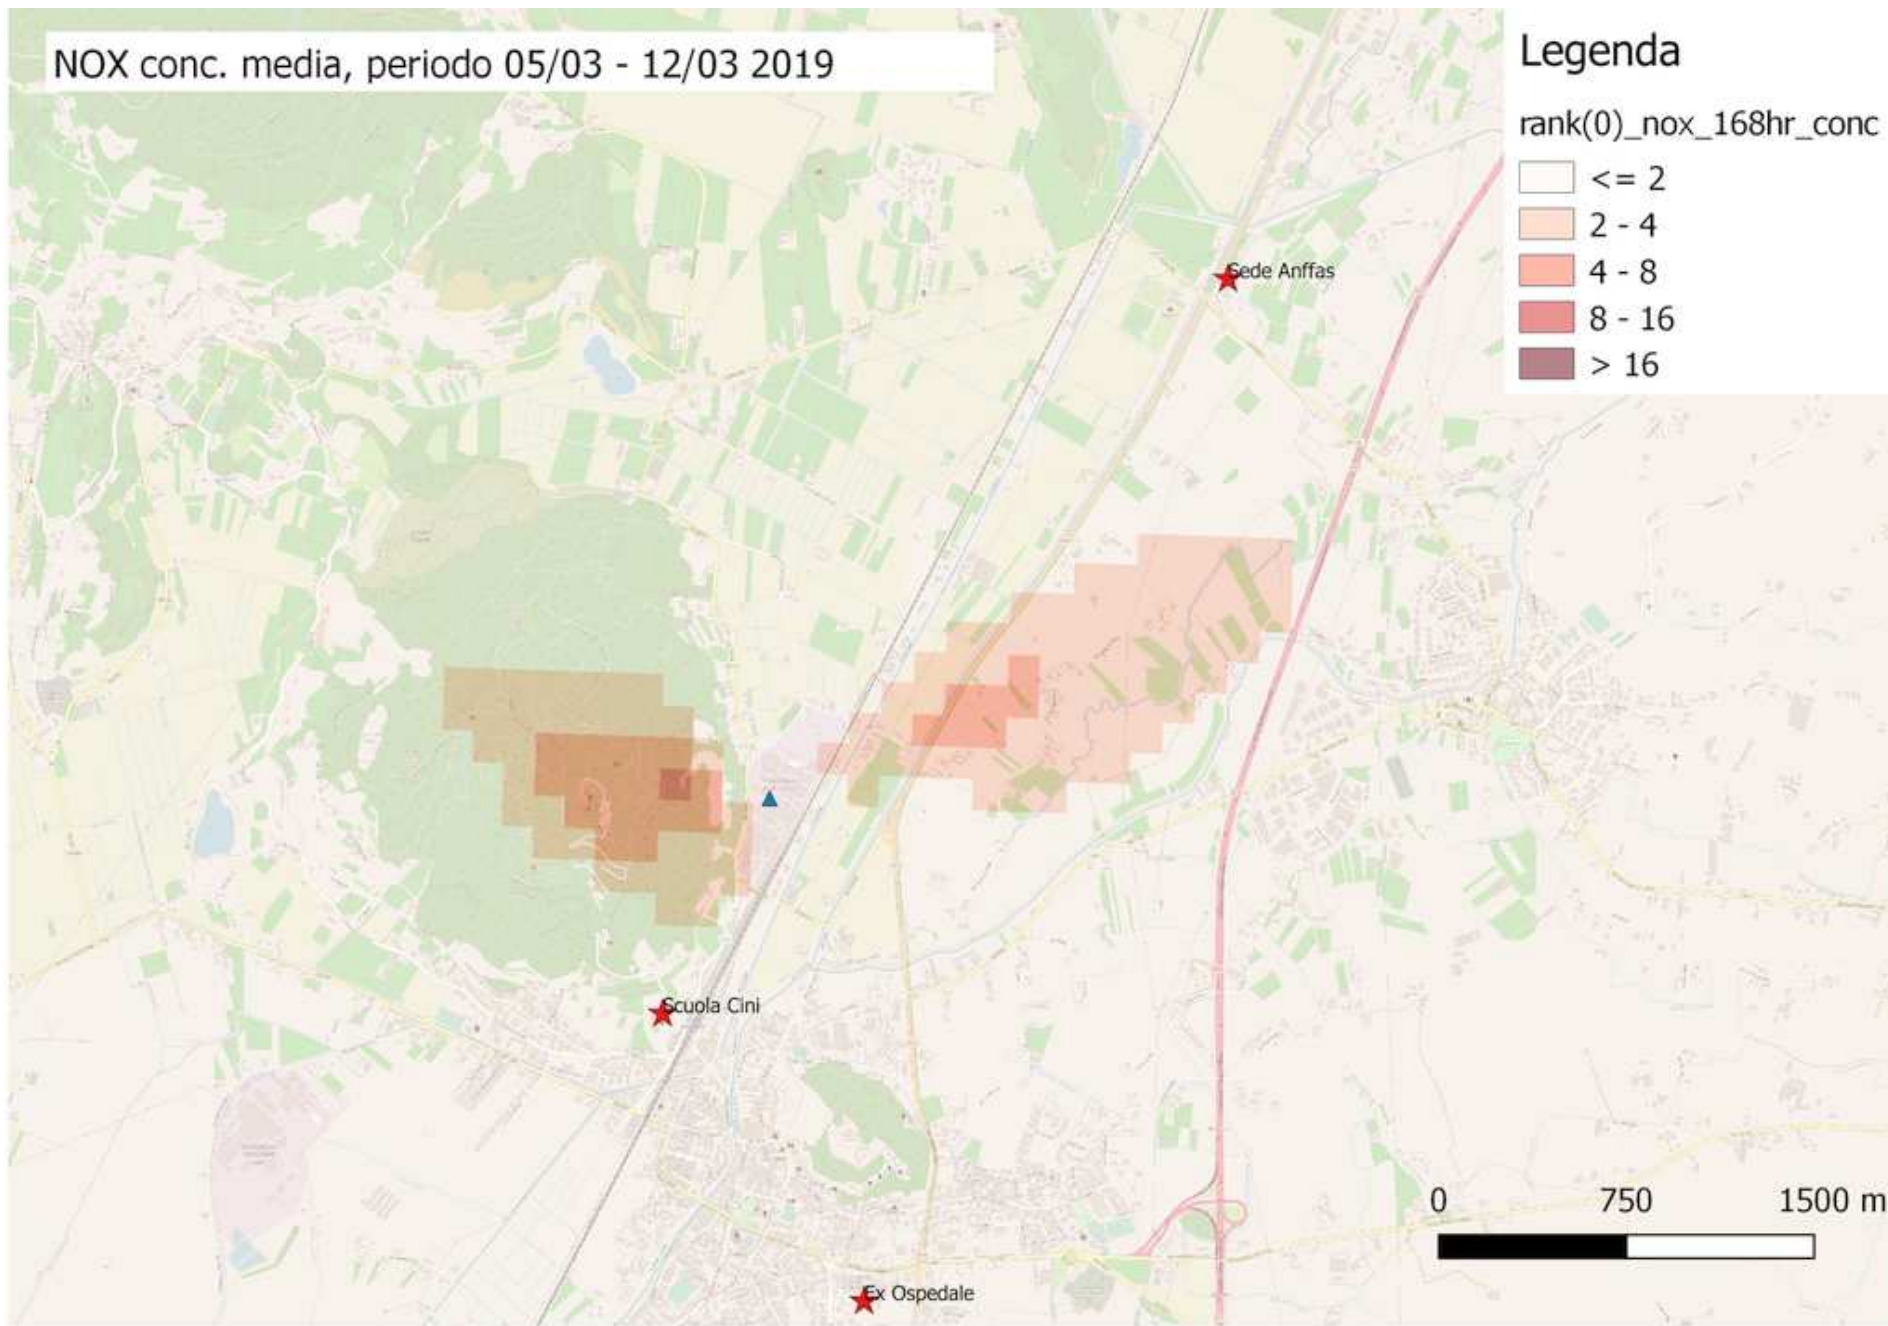 NOX conc. media, periodo 05/03 - 12/03 2019
Legenda
rank(0)_nox_168hr_conc
<= 2
2 - 4
4 - 8
8 - 16
> 16
Sede Anffas
Scuola Cini
Ex Ospedale
0 750 1500 m